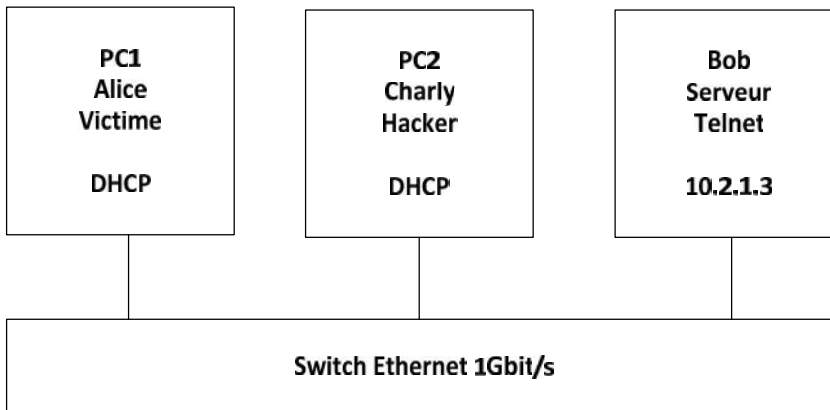 PC1
Alice
Victime
DHCP
PC2
Charly
Hacker
DHCP
Bob
Serveur
Telnet
10.2.1.3
Switch Ethernet 1Gbit/s